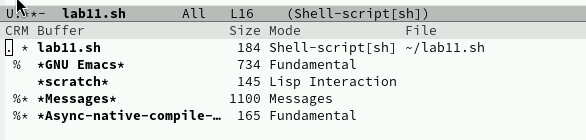 U:**-  lab11.sh       All   L16    (Shell-script[sh])
CRM Buffer                Size Mode             File
.  * lab11.sh               184 Shell-script[sh] ~/lab11.sh
 %  *GNU Emacs*             734 Fundamental
    *scratch*               145 Lisp Interaction
 %* *Messages*             1100 Messages
 %* *Async-native-compile-…  165 Fundamental